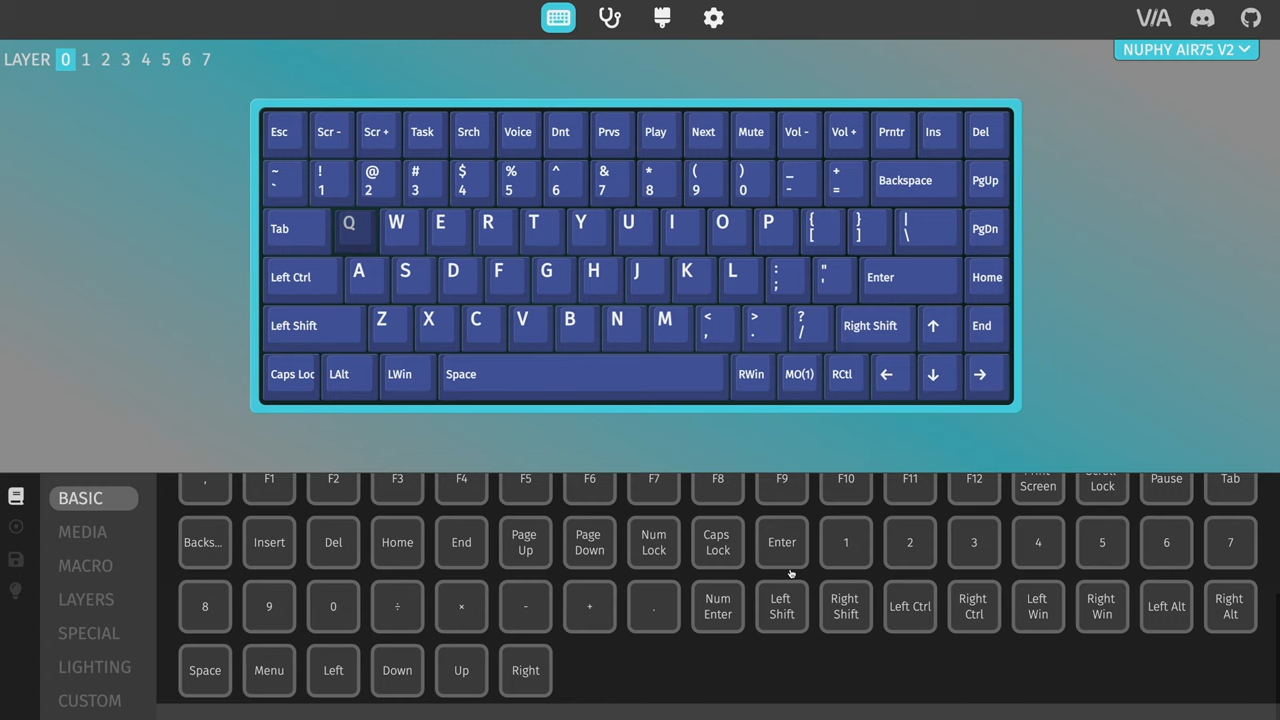 VIA
LAYER 0 1 2 3 4 5 6 7
NUPHY AIR75 V2
Esc Scr - Scr + Task Srch Voice Dnt Prvs Play Next Mute Vol - Vol + Prntr Ins Del
~ ! @ # $ % ^ & * ( ) _ +
` 1 2 3 4 5 6 7 8 9 0 - = Backspace PgUp
Tab Q W E R T Y U I O P { } |
[ ] \ PgDn
Left Ctrl A S D F G H J K L : "
; ' Enter Home
Left Shift Z X C V B N M < > ?
, . / Right Shift ↑ End
Caps Loc LAlt LWin Space RWin MO(1) RCtl ← ↓ →
BASIC
MEDIA
MACRO
LAYERS
SPECIAL
LIGHTING
CUSTOM
, F1 F2 F3 F4 F5 F6 F7 F8 F9 F10 F11 F12 Print Screen Scroll Lock Pause Tab
Backs... Insert Del Home End Page Up Page Down Num Lock Caps Lock Enter 1 2 3 4 5 6 7
8 9 0 ÷ × - + . Num Enter Left Shift Right Shift Left Ctrl Right Ctrl Left Win Right Win Left Alt Right Alt
Space Menu Left Down Up Right